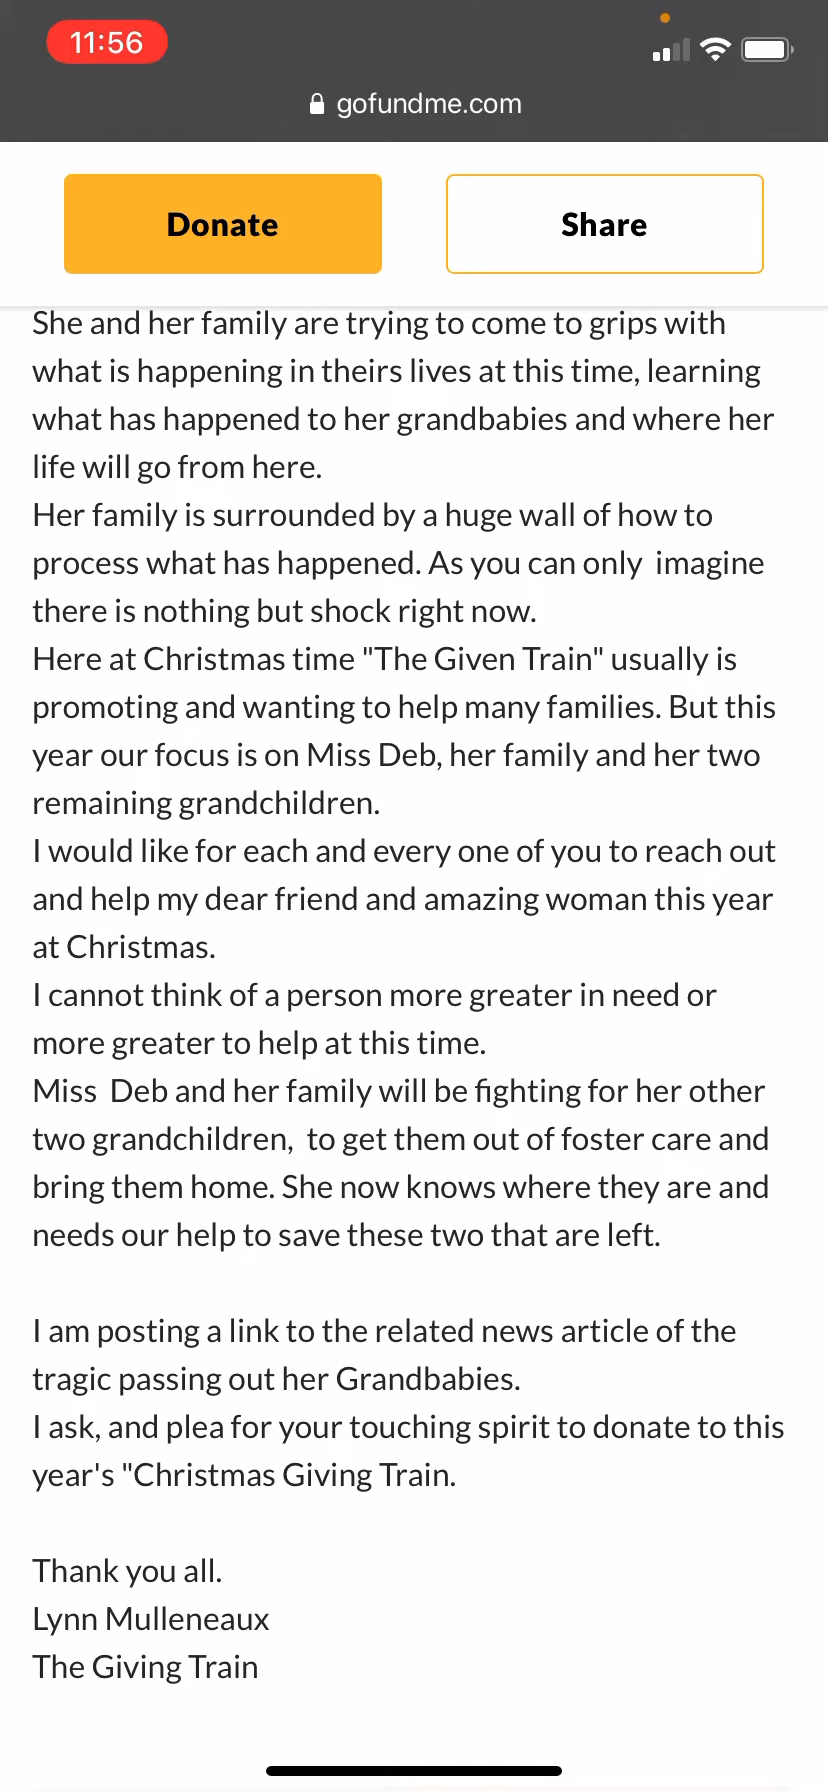 11:56
gofundme.com
Donate
Share
She and her family are trying to come to grips with
what is happening in theirs lives at this time, learning
what has happened to her grandbabies and where her
life will go from here.
Her family is surrounded by a huge wall of how to
process what has happened. As you can only  imagine
there is nothing but shock right now.
Here at Christmas time "The Given Train" usually is
promoting and wanting to help many families. But this
year our focus is on Miss Deb, her family and her two
remaining grandchildren.
I would like for each and every one of you to reach out
and help my dear friend and amazing woman this year
at Christmas.
I cannot think of a person more greater in need or
more greater to help at this time.
Miss  Deb and her family will be fighting for her other
two grandchildren,  to get them out of foster care and
bring them home. She now knows where they are and
needs our help to save these two that are left.

I am posting a link to the related news article of the
tragic passing out her Grandbabies.
I ask, and plea for your touching spirit to donate to this
year's "Christmas Giving Train.

Thank you all.
Lynn Mulleneaux
The Giving Train